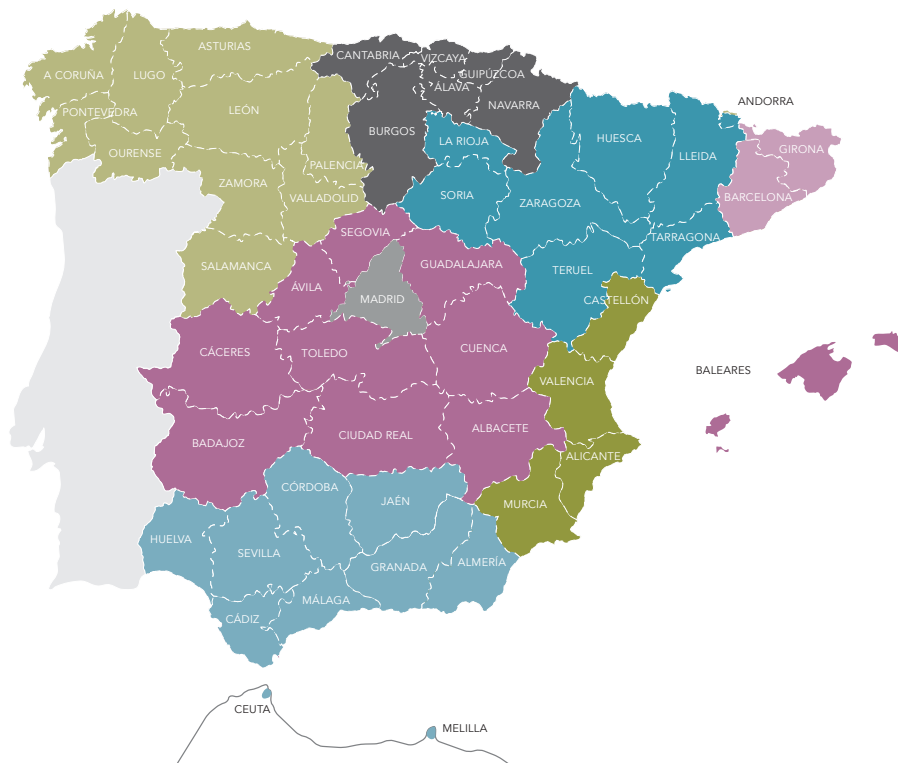 ASTURIAS
CANTABRIA
VIZCAYA
A CORUÑA
LUGO
GUIPÚZCOA
ÁLAVA
ANDORRA
NAVARRA
PONTEVEDRA
LEÓN
BURGOS
HUESCA
LA RIOJA
GIRONA
OURENSE
LLEIDA
PALENCIA
ZAMORA
SORIA
BARCELONA
VALLADOLID
ZARAGOZA
SEGOVIA
TARRAGONA
SALAMANCA
GUADALAJARA
TERUEL
ÁVILA
MADRID
CASTELLÓN
CÁCERES
TOLEDO
CUENCA
BALEARES
VALENCIA
ALBACETE
BADAJOZ
CIUDAD REAL
ALICANTE
CÓRDOBA
JAÉN
MURCIA
HUELVA
SEVILLA
ALMERÍA
GRANADA
MÁLAGA
CÁDIZ
CEUTA
MELILLA